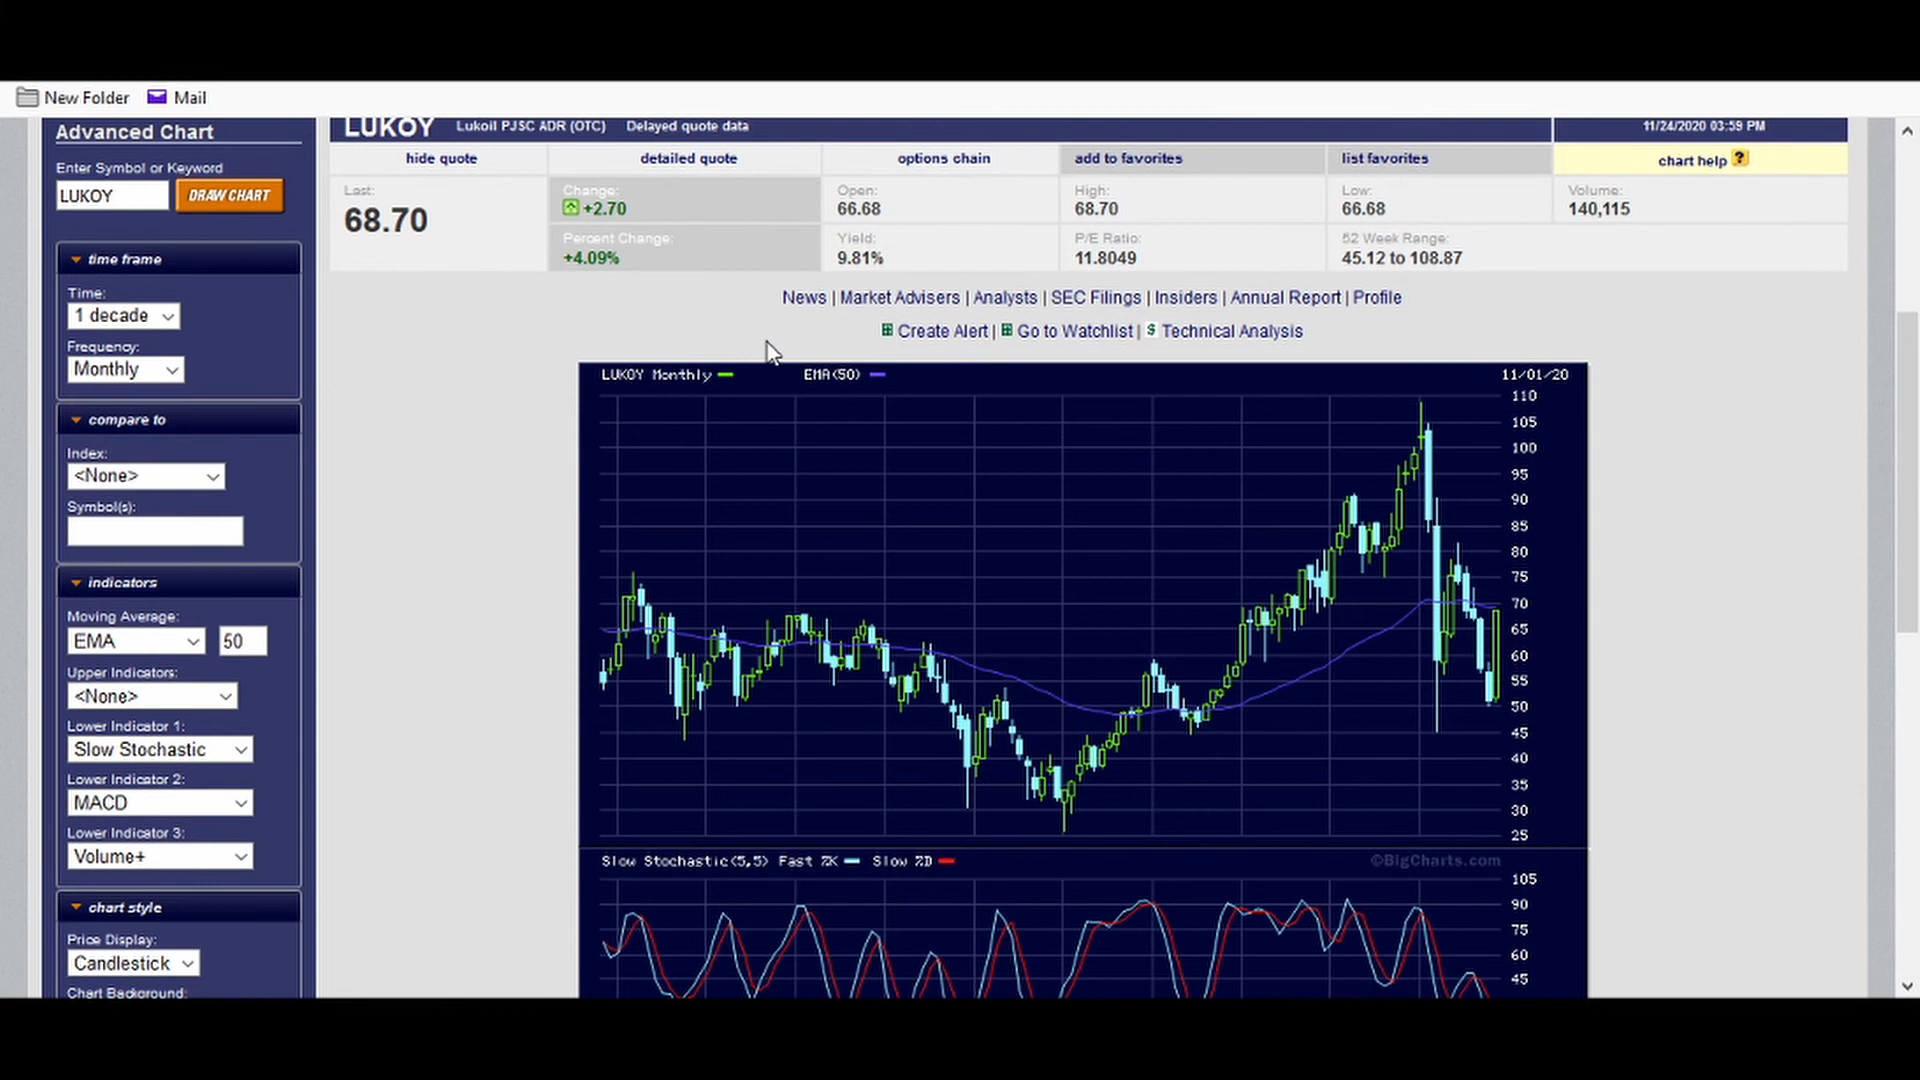 New Folder Mail
Advanced Chart
LUKOY Lukoil PJSC ADR (OTC) Delayed quote data 11/24/2020 03:59 PM
hide quote detailed quote options chain add to favorites list favorites chart help ?
Enter Symbol or Keyword
LUKOY DRAW CHART
Last: Change: Open: High: Low: Volume:
68.70 +2.70 66.68 68.70 66.68 140,115
Percent Change: Yield: P/E Ratio: 52 Week Range:
+4.09% 9.81% 11.8049 45.12 to 108.87
News | Market Advisers | Analysts | SEC Filings | Insiders | Annual Report | Profile
Create Alert | Go to Watchlist | $ Technical Analysis
time frame
Time:
1 decade
Frequency:
Monthly
compare to
Index:
<None>
Symbol(s):
indicators
Moving Average:
EMA 50
Upper Indicators:
<None>
Lower Indicator 1:
Slow Stochastic
Lower Indicator 2:
MACD
Lower Indicator 3:
Volume+
chart style
Price Display:
Candlestick
Chart Background:
LUKOY Monthly EMA(50) 11/01/20
110
105
100
95
90
85
80
75
70
65
60
55
50
45
40
35
30
25
Slow Stochastic(5,5) Fast %K Slow %D ©BigCharts.com
105
90
75
60
45